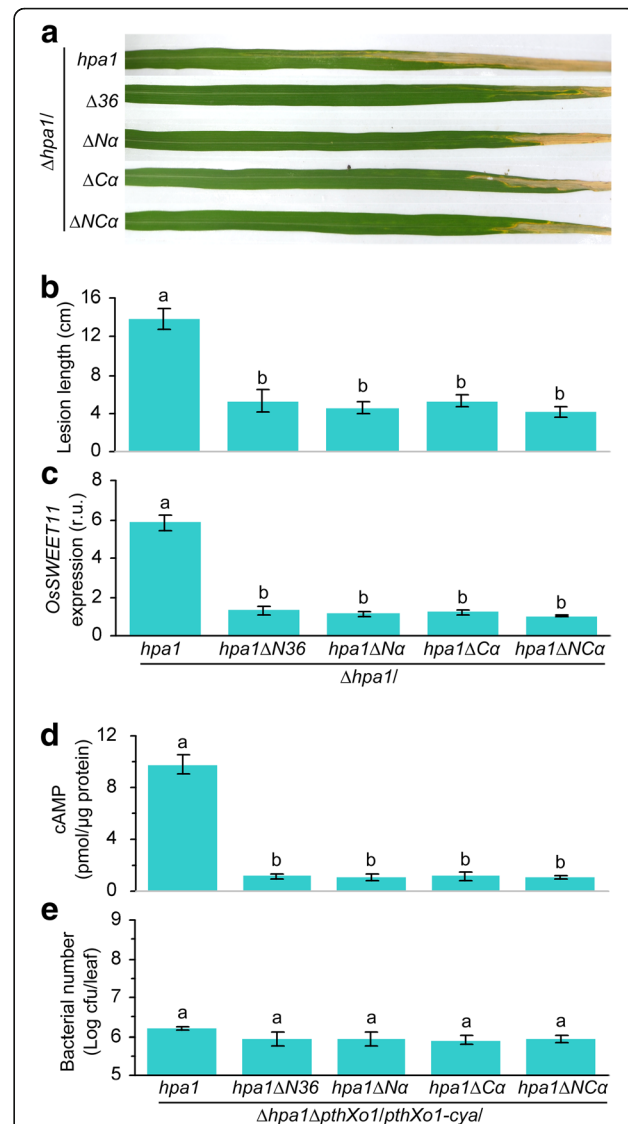 a
Δhpa1/
hpa1
Δ36
ΔNα
ΔCα
ΔNCα
b
Lesion length (cm)
16
12
8
4
0
a
b
b
b
b
c
OsSWEET11
expression (r.u.)
8
6
4
2
0
a
b
b
b
b
hpa1
hpa1ΔN36
hpa1ΔNα
hpa1ΔCα
hpa1ΔNCα
Δhpa1/
d
cAMP
(pmol/µg protein)
12
8
4
0
a
b
b
b
b
e
Bacterial number
(Log cfu/leaf)
9
8
7
6
5
a
a
a
a
a
hpa1
hpa1ΔN36
hpa1ΔNα
hpa1ΔCα
hpa1ΔNCα
Δhpa1ΔpthXo1/pthXo1-cya/